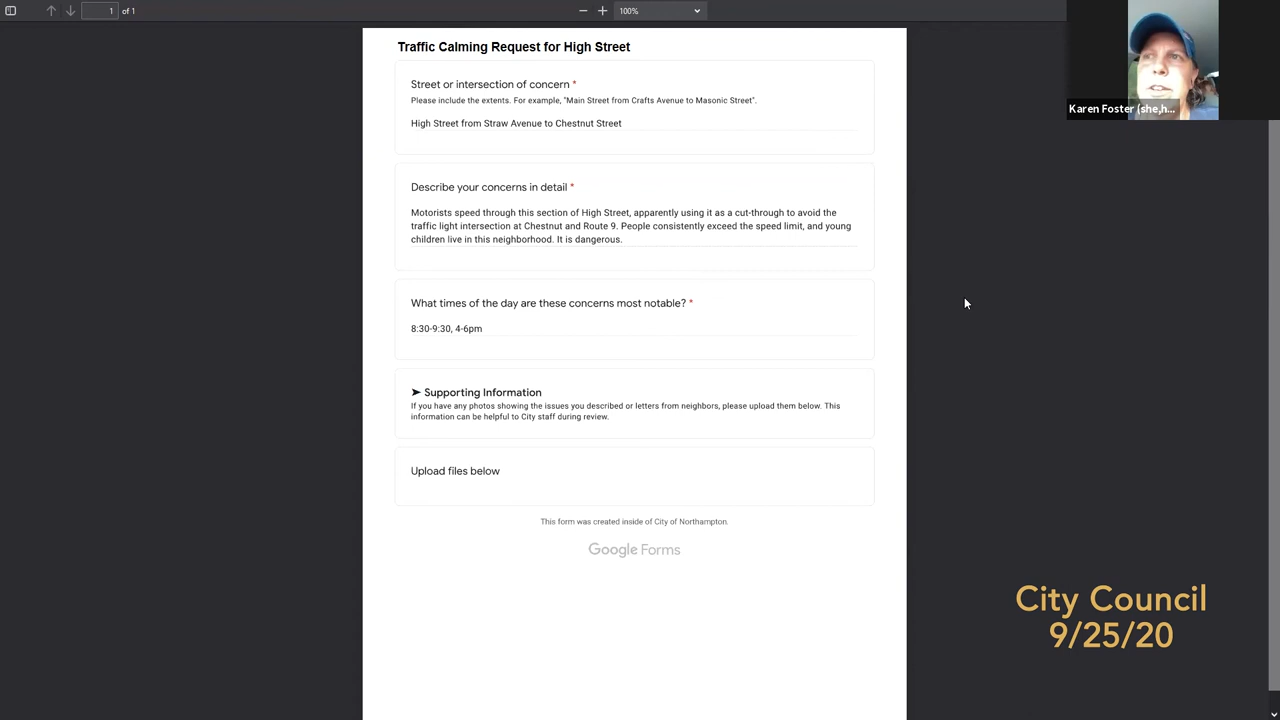 1 of 1
100%
Traffic Calming Request for High Street
Street or intersection of concern *
Please include the extents. For example, "Main Street from Crafts Avenue to Masonic Street".
High Street from Straw Avenue to Chestnut Street
Describe your concerns in detail *
Motorists speed through this section of High Street, apparently using it as a cut-through to avoid the
traffic light intersection at Chestnut and Route 9. People consistently exceed the speed limit, and young
children live in this neighborhood. It is dangerous.
What times of the day are these concerns most notable? *
8:30-9:30, 4-6pm
➤ Supporting Information
If you have any photos showing the issues you described or letters from neighbors, please upload them below. This
information can be helpful to City staff during review.
Upload files below
This form was created inside of City of Northampton.
Google Forms
Karen Foster (she,h...
City Council
9/25/20